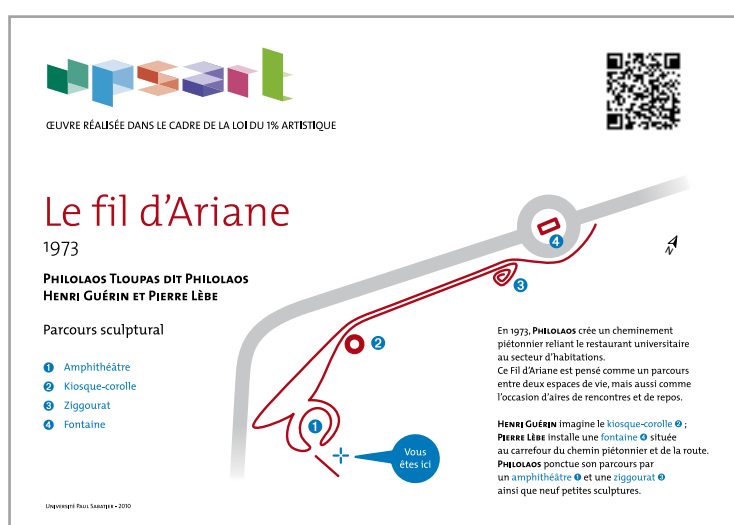 upsart
ŒUVRE RÉALISÉE DANS LE CADRE DE LA LOI DU 1% ARTISTIQUE
Le fil d'Ariane
1973
PHILOLAOS TLOUPAS DIT PHILOLAOS
HENRI GUÉRIN ET PIERRE LÈBE
Parcours sculptural
1 Amphithéâtre
2 Kiosque-corolle
3 Ziggourat
4 Fontaine
4
N
3
2
1
Vous
êtes ici
En 1973, PHILOLAOS crée un cheminement
piétonnier reliant le restaurant universitaire
au secteur d'habitations.
Ce Fil d'Ariane est pensé comme un parcours
entre deux espaces de vie, mais aussi comme
l'occasion d'aires de rencontres et de repos.
HENRI GUÉRIN imagine le kiosque-corolle 2 ;
PIERRE LÈBE installe une fontaine 4 située
au carrefour du chemin piétonnier et de la route.
PHILOLAOS ponctue son parcours par
un amphithéâtre 1 et une ziggourat 3
ainsi que neuf petites sculptures.
UNIVERSITÉ PAUL SABATIER • 2010